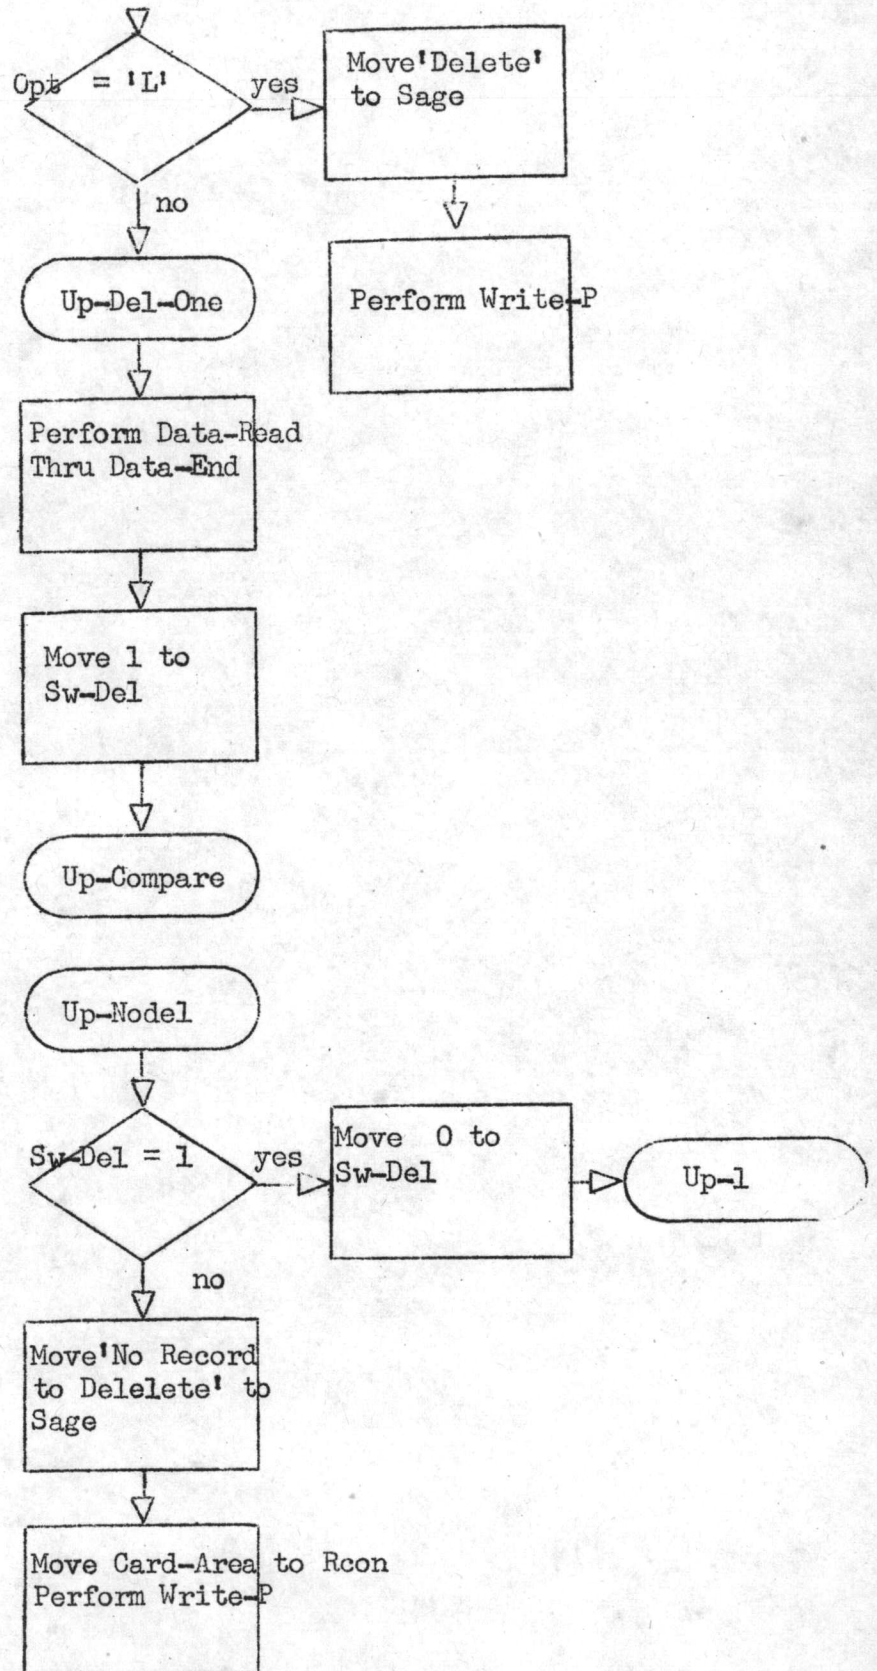 Opt = 'L'
yes
Move'Delete'
to Sage
no
Perform Write-P
Up-Del-One
Perform Data-Read
Thru Data-End
Move 1 to
Sw-Del
Up-Compare
Up-Nodel
Sw-Del = 1
yes
Move 0 to
Sw-Del
Up-1
no
Move'No Record
to Delelete' to
Sage
Move Card-Area to Rcon
Perform Write-P